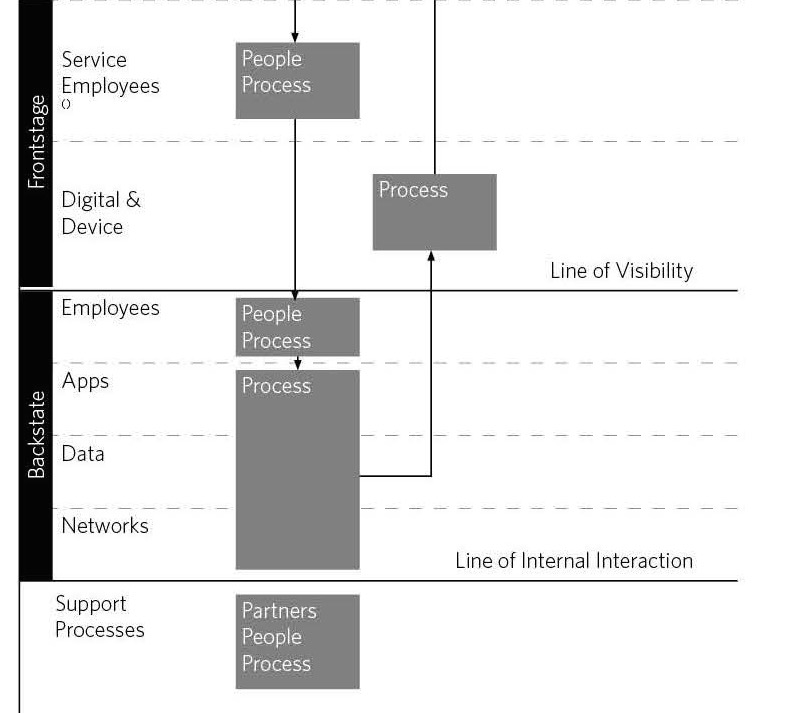 Frontstage
Service
Employees
()
People
Process
Digital &
Device
Process
Line of Visibility
Backstate
Employees
People
Process
Apps
Process
Data
Networks
Line of Internal Interaction
Support
Processes
Partners
People
Process